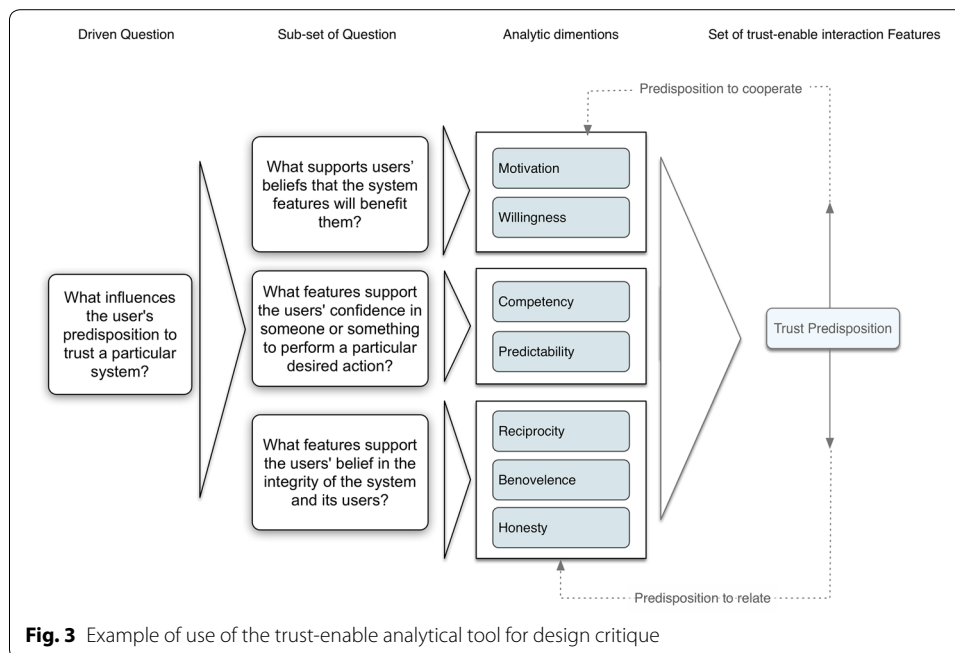 Driven Question
Sub-set of Question
Analytic dimentions
Set of trust-enable interaction Features
Predisposition to cooperate
What influences
the user's
predisposition to
trust a particular
system?
What supports users’
beliefs that the system
features will benefit
them?
Motivation
Willingness
What features support
the users' confidence in
someone or something
to perform a particular
desired action?
Competency
Predictability
What features support
the users' belief in the
integrity of the system
and its users?
Reciprocity
Benovelence
Honesty
Trust Predisposition
Predisposition to relate
Fig. 3 Example of use of the trust-enable analytical tool for design critique